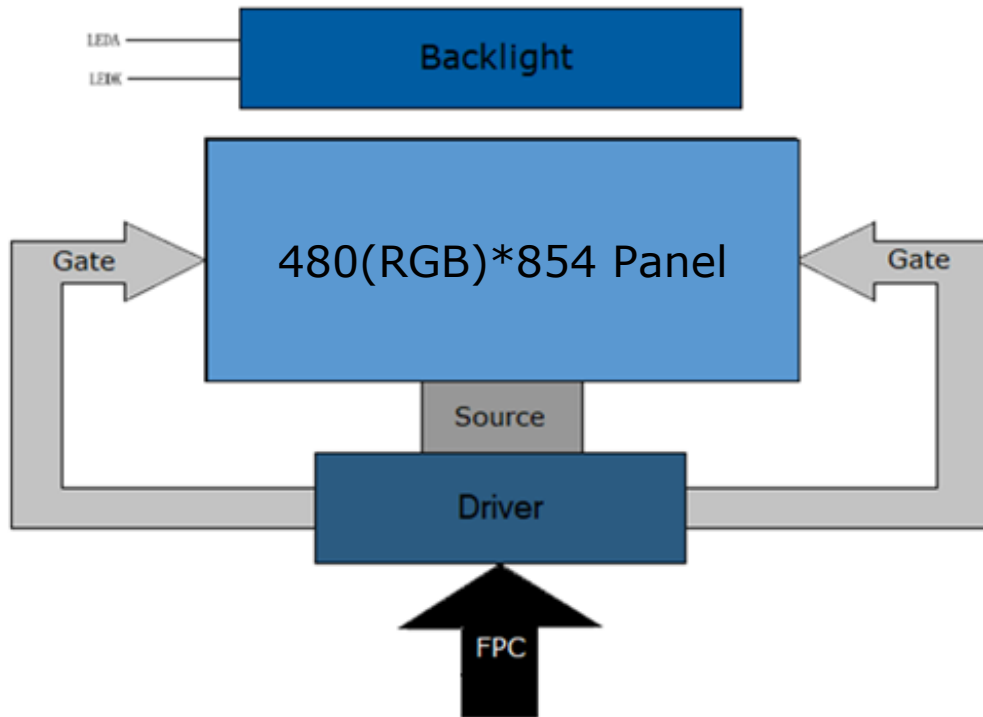 LEDA
Backlight
LEDK
480(RGB)*854 Panel
Gate
Gate
Source
Driver
FPC